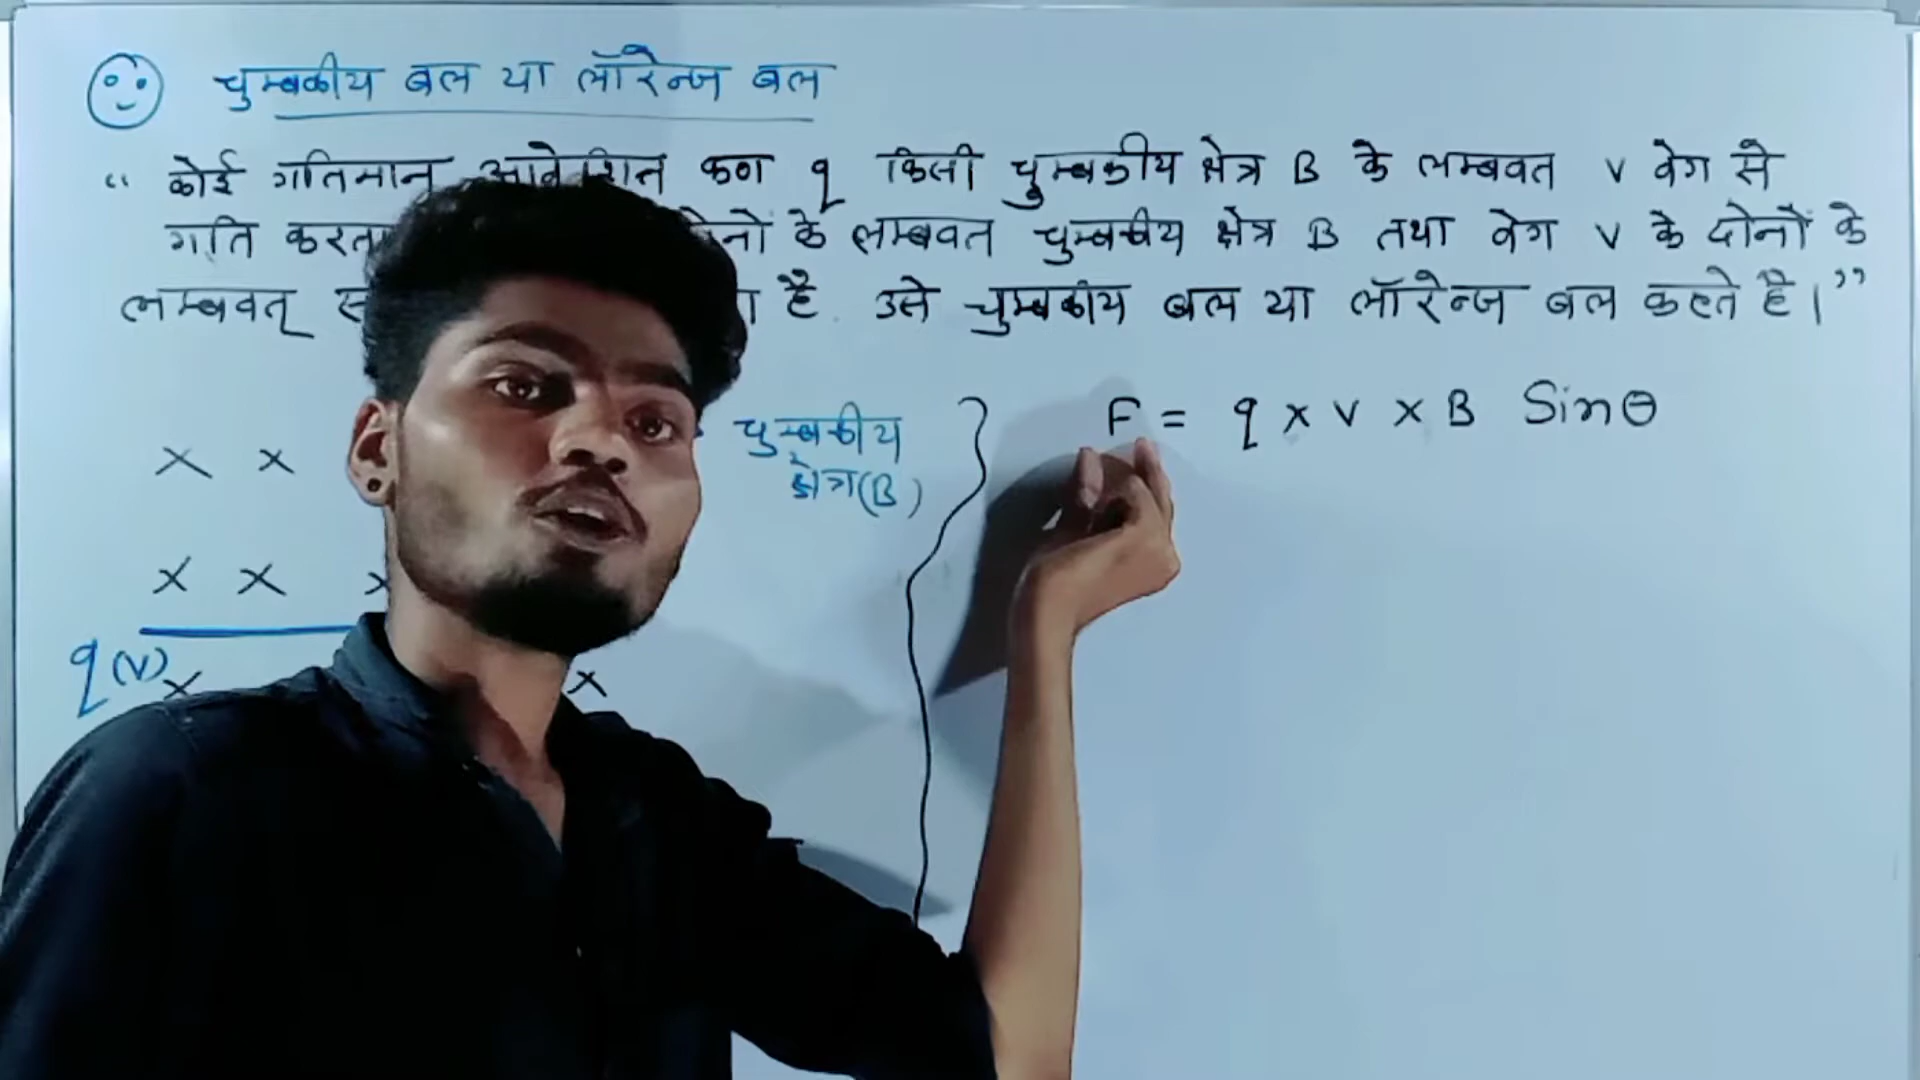 चुम्बकीय बल या लॉरेन्ज बल
“ कोई गतिमान आवेशित कण q किसी चुम्बकीय क्षेत्र B के लम्बवत V वेग से
गति करता के लम्बवत चुम्बकीय क्षेत्र B तथा वेग V के दोनों के
लम्बवत् है उसे चुम्बकीय बल या लॉरेन्ज बल कहते है।”
F = q x V x B Sinθ
चुम्बकीय
क्षेत्र(B)
x x
x x x
q(V)
x x